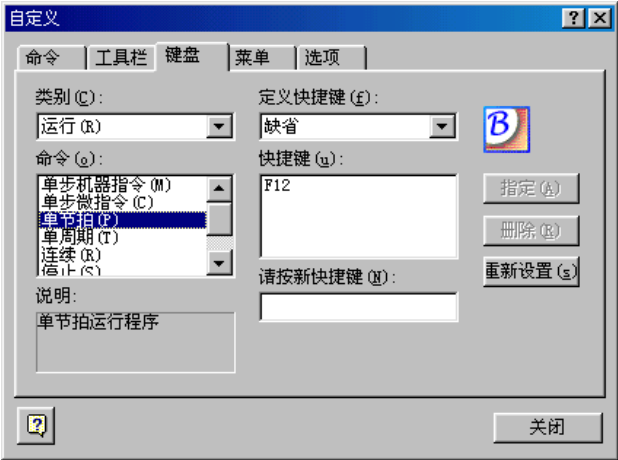 自定义
命令 工具栏 键盘 菜单 选项
类别(C):
运行(R)
定义快捷键(f):
缺省
B
命令(o):
单步机器指令(M)
单步微指令(C)
单节拍(P)
单周期(T)
连续(R)
停止(S)
快捷键(u):
F12
指定(A)
删除(R)
重新设置(s)
请按新快捷键(N):
说明:
单节拍运行程序
关闭